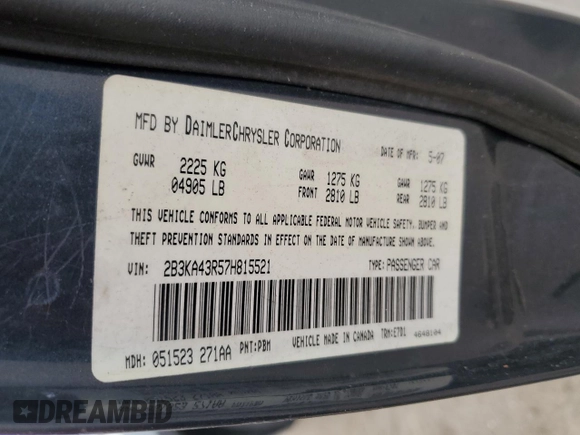 MFD BY DAIMLERCHRYSLER CORPORATION DATE OF MFR: 5-07
GVWR 2225 KG GAWR 1275 KG GAWR 1275 KG
04905 LB FRONT 2810 LB REAR 2810 LB
THIS VEHICLE CONFORMS TO ALL APPLICABLE FEDERAL MOTOR VEHICLE SAFETY, BUMPER AND
THEFT PREVENTION STANDARDS IN EFFECT ON THE DATE OF MANUFACTURE SHOWN ABOVE.
VIN: 2B3KA43R57H815521 TYPE: PASSENGER CAR
VEHICLE MADE IN CANADA TRM:E7D1 4648104
MDH: 051523 271AA PNT:PBM
DREAMBID